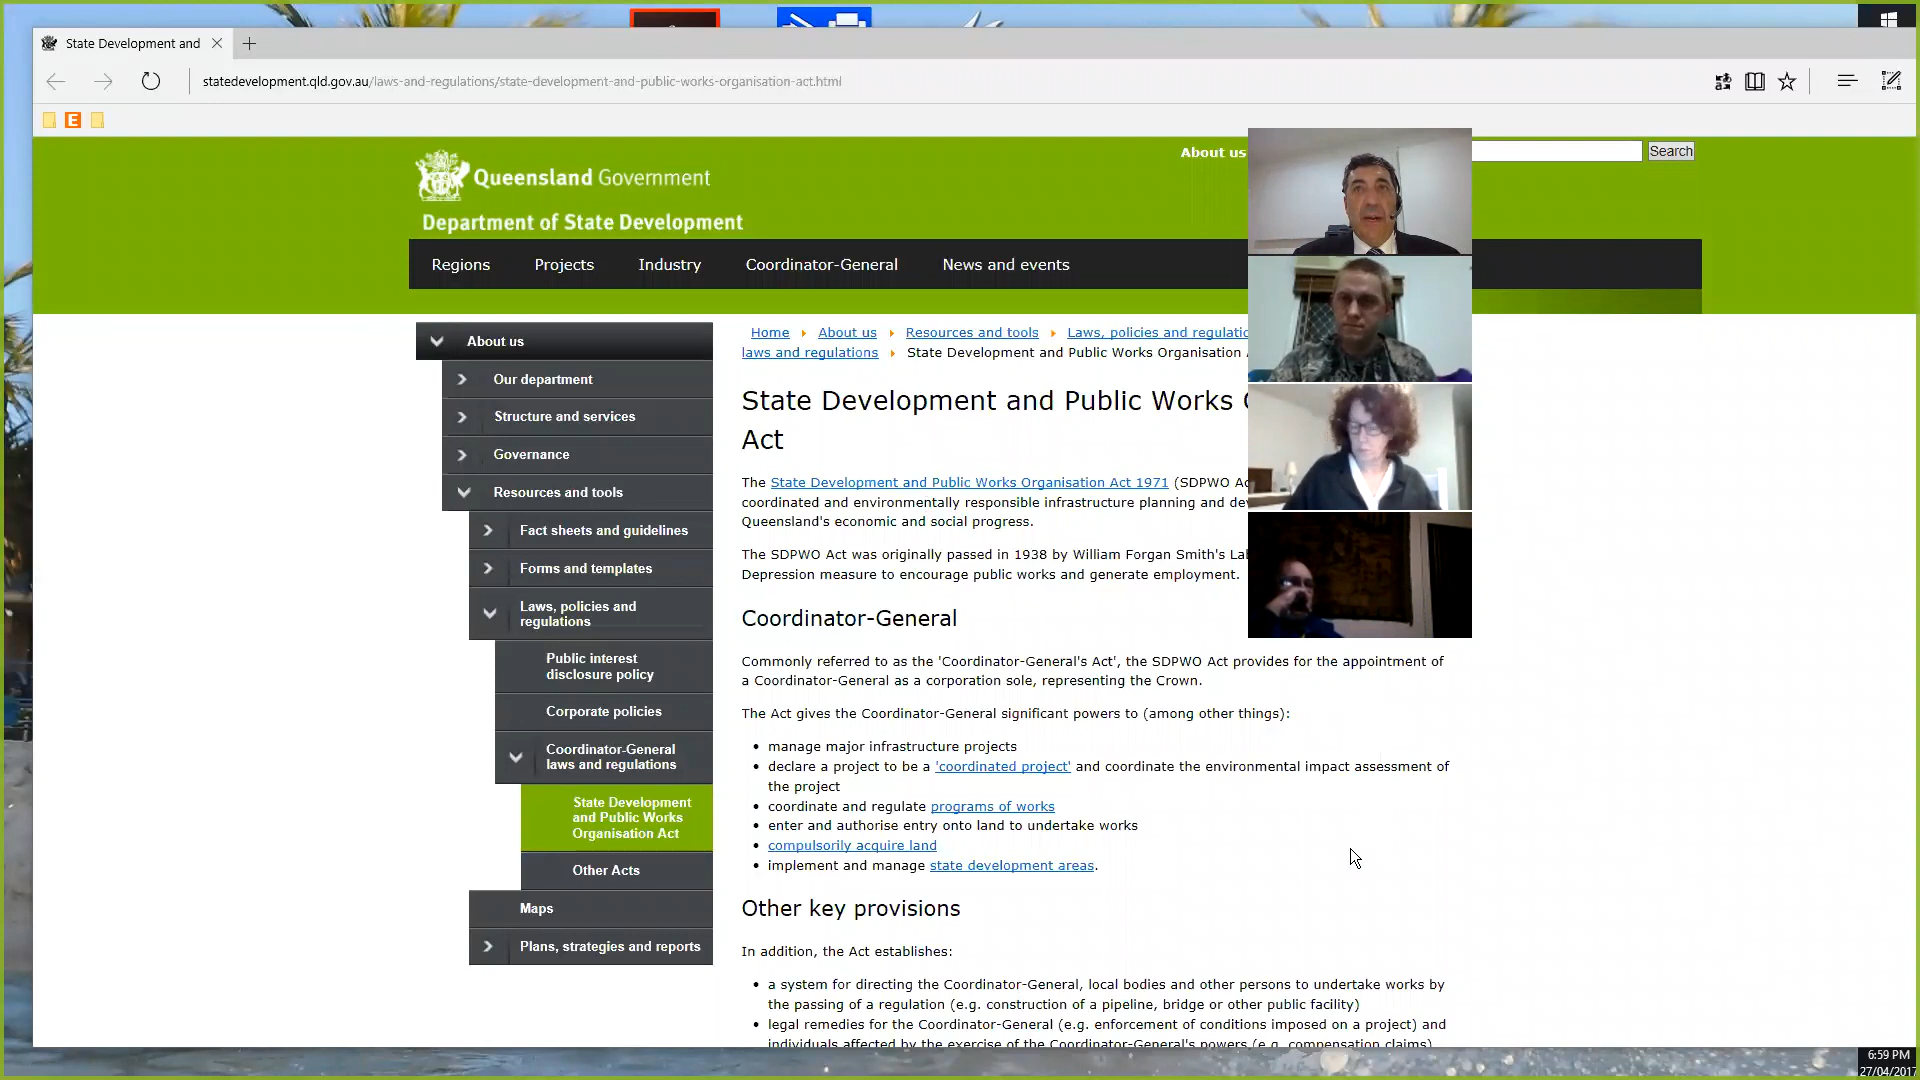 State Development and
statedevelopment.qld.gov.au/laws-and-regulations/state-development-and-public-works-organisation-act.html
E
About us
Search
Queensland Government
Department of State Development
Regions
Projects
Industry
Coordinator-General
News and events
About us
Our department
Structure and services
Governance
Resources and tools
Fact sheets and guidelines
Forms and templates
Laws, policies and
regulations
Public interest
disclosure policy
Corporate policies
Coordinator-General
laws and regulations
State Development
and Public Works
Organisation Act
Other Acts
Maps
Plans, strategies and reports
Home About us Resources and tools Laws, policies and
laws and regulations State Development and Public Works Organisation
State Development and Public Works
Act
The State Development and Public Works Organisation Act 1971 (SDPWO
coordinated and environmentally responsible infrastructure planning and
Queensland's economic and social progress.
The SDPWO Act was originally passed in 1938 by William Forgan Smith's
Depression measure to encourage public works and generate employment.
Coordinator-General
Commonly referred to as the 'Coordinator-General's Act', the SDPWO Act provides for the appointment of
a Coordinator-General as a corporation sole, representing the Crown.
The Act gives the Coordinator-General significant powers to (among other things):
• manage major infrastructure projects
• declare a project to be a 'coordinated project' and coordinate the environmental impact assessment of
the project
• coordinate and regulate programs of works
• enter and authorise entry onto land to undertake works
• compulsorily acquire land
• implement and manage state development areas.
Other key provisions
In addition, the Act establishes:
• a system for directing the Coordinator-General, local bodies and other persons to undertake works by
the passing of a regulation (e.g. construction of a pipeline, bridge or other public facility)
• legal remedies for the Coordinator-General (e.g. enforcement of conditions imposed on a project) and
individuals affected by the exercise of the Coordinator-General's powers (e.g. compensation claims)
6:59 PM
27/04/2017